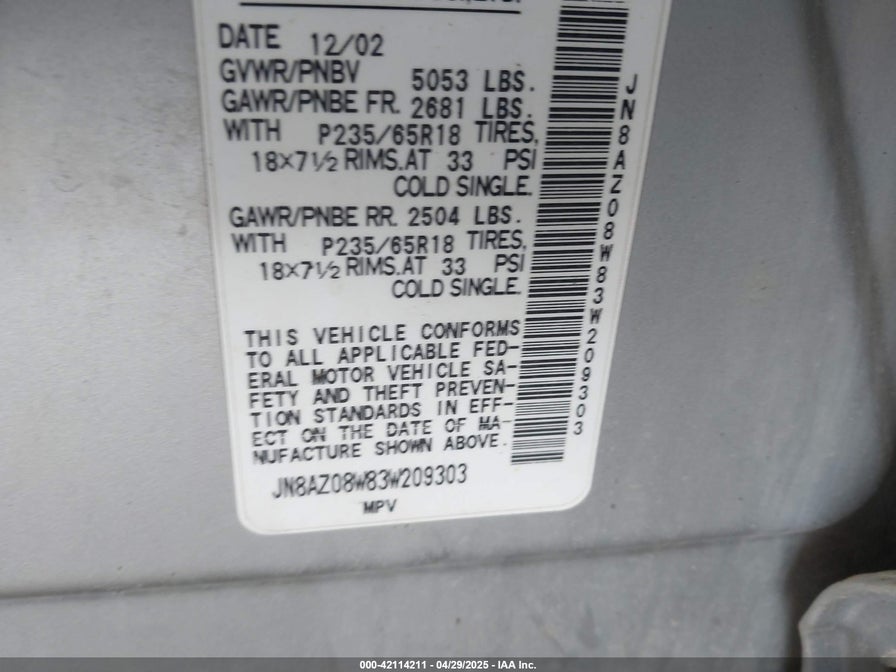 DATE 12/02
GVWR/PNBV 5053 LBS.
GAWR/PNBE FR. 2681 LBS.
WITH P235/65R18 TIRES,
18×7½ RIMS. AT 33 PSI
COLD SINGLE.
GAWR/PNBE RR. 2504 LBS.
WITH P235/65R18 TIRES,
18×7½ RIMS. AT 33 PSI
COLD SINGLE.
THIS VEHICLE CONFORMS
TO ALL APPLICABLE FED-
ERAL MOTOR VEHICLE SA-
FETY AND THEFT PREVEN-
TION STANDARDS IN EFF-
ECT ON THE DATE OF MA-
NUFACTURE SHOWN ABOVE.
JN8AZ08W83W209303
MPV
JN8AZ08W83W209303
000-42114211 - 04/29/2025 - IAA Inc.